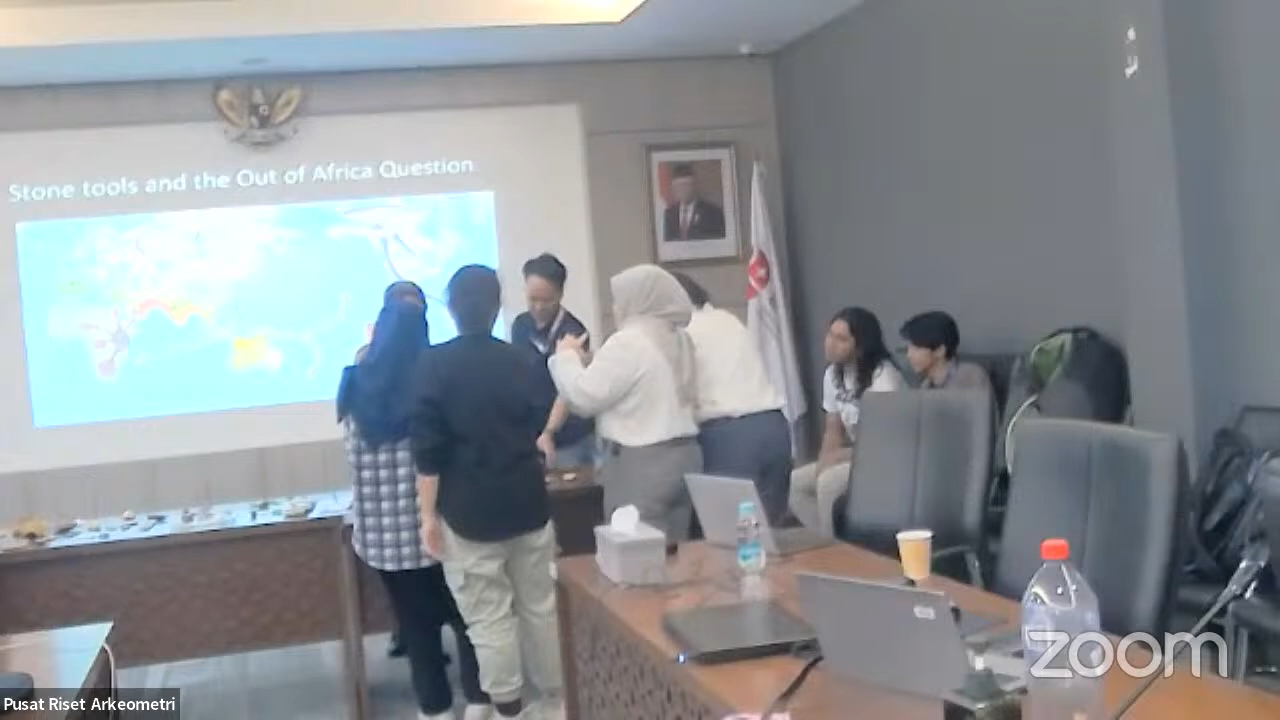 Stone tools and the Out of Africa Question
zoom
Pusat Riset Arkeometri